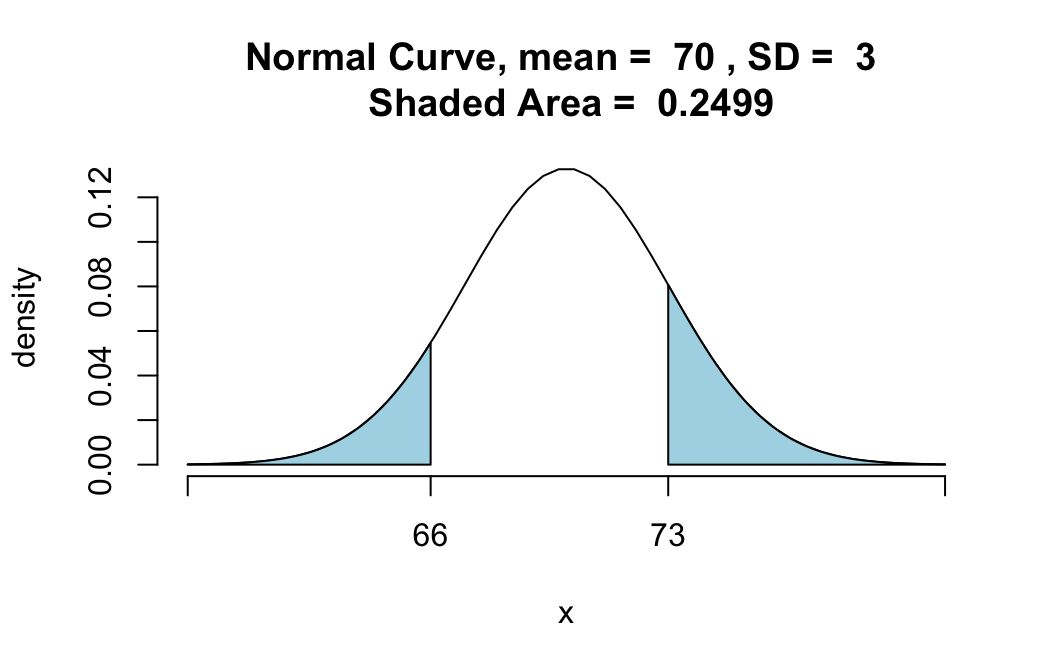 Normal Curve, mean =  70 , SD =  3
Shaded Area =  0.2499
0.12
0.08
0.04
0.00
density
66
73
x